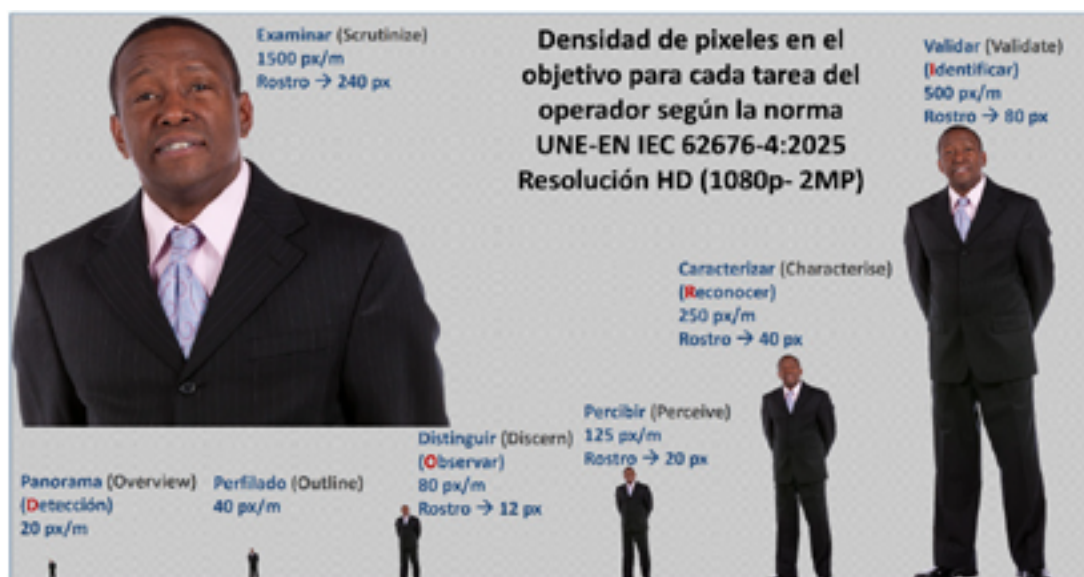 Examinar (Scrutinize)
1500 px/m
Rostro → 240 px
Densidad de pixeles en el
objetivo para cada tarea del
operador según la norma
UNE-EN IEC 62676-4:2025
Resolución HD (1080p- 2MP)
Validar (Validate)
(Identificar)
500 px/m
Rostro → 80 px
Caracterizar (Characterise)
(Reconocer)
250 px/m
Rostro → 40 px
Percibir (Perceive)
125 px/m
Rostro → 20 px
Distinguir (Discern)
(Observar)
80 px/m
Rostro → 12 px
Perfilado (Outline)
40 px/m
Panorama (Overview)
(Detección)
20 px/m